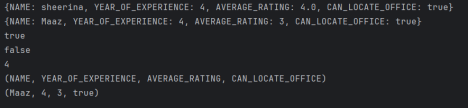 {NAME: sheerina, YEAR_OF_EXPERIENCE: 4, AVERAGE_RATING: 4.0, CAN_LOCATE_OFFICE: true}
{NAME: Maaz, YEAR_OF_EXPERIENCE: 4, AVERAGE_RATING: 3, CAN_LOCATE_OFFICE: true}
true
false
4
(NAME, YEAR_OF_EXPERIENCE, AVERAGE_RATING, CAN_LOCATE_OFFICE)
(Maaz, 4, 3, true)